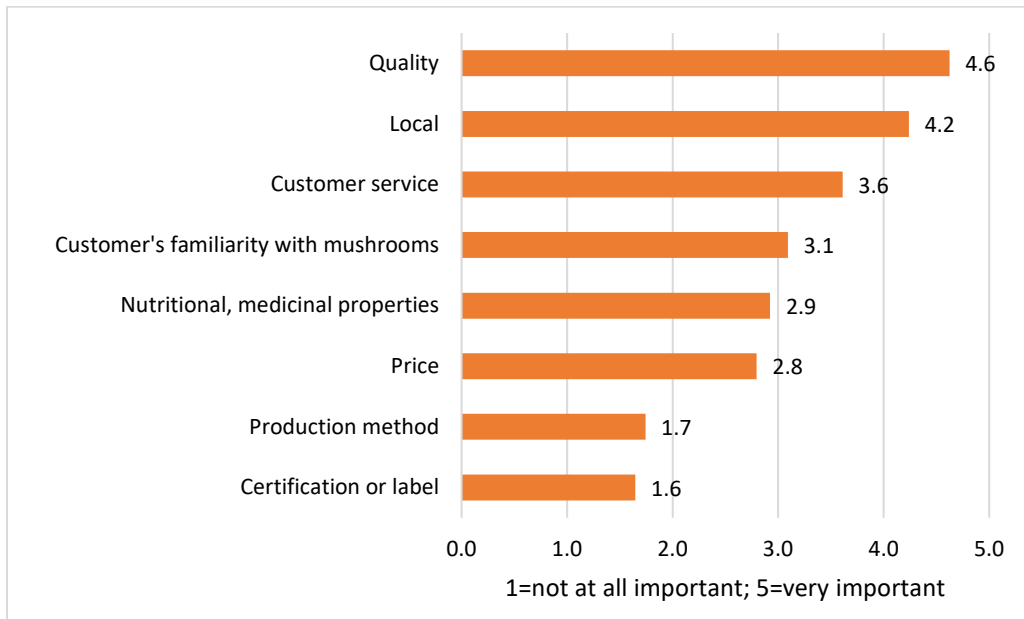 Quality 4.6
Local 4.2
Customer service 3.6
Customer's familiarity with mushrooms 3.1
Nutritional, medicinal properties 2.9
Price 2.8
Production method 1.7
Certification or label 1.6
0.0 1.0 2.0 3.0 4.0 5.0
1=not at all important; 5=very important